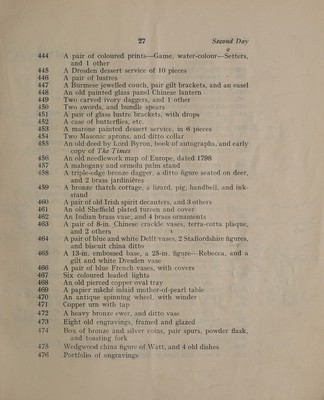 27 Second Day
444 A pair of coloured prints—Game, water-colour—Setters,
and 1 other
445 A Dresden dessert service of 10 pieces
446 A pair of lustres
447 A Burmese jewelled couch, pair gilt brackets, and an easel
448 An old painted glass panel Chinese lantern
449 Two carved ivory daggers, and 1 other
450 Two swords, and bundle spears
451 A pair of glass lustre brackets, with drops
452 A case of butterflies, etc.
453 A marone painted dessert service, in 6 pieces
454 Two Masonic aprons, and ditto collar
455 An old deed by Lord Byron, book of autographs, and early
copy of The Times
456 An old needlework map of Europe, dated 1798
457 A mahogany and ormolu palm stand
458 A triple-edge bronze dagger, a ditto figure seated on deer,
and 2 brass jardinières
459 A bronze thatch cottage, a lizard, pig, handbell, and ink-
stand
460 A pair of old Irish spirit decanters, and 3 others
461 An old Sheffield plated tureen and cover
462 An Indian brass vase, and 4 brass ornaments
463 A pair of 8-in. Chinese crackle vases, terra-cotta plaque,
and 2 others
464 A pair of blue and white Delft vases, 2 Staffordshire figures,
and biscuit china ditto
465 A 13-in. embossed base, a 25-in. figure—Rebecca, and a
gilt and white Dresden vase
466 A pair of blue French vases, with covers
467 Six coloured leaded lights
468 An old pierced copper oval tray
469 A papier mâché inlaid mother-of-pearl table
470 An antique spinning wheel, with winder
471 Copper urn with tap
472 A heavy bronze ewer, and ditto vase
473 Eight old engravings, framed and glazed
474 Box of bronze and silver coins, pair spurs, powder flask,
and toasting fork
475 Wedgwood china figure of Watt, and 4 old dishes
476 Portfolio of engravings